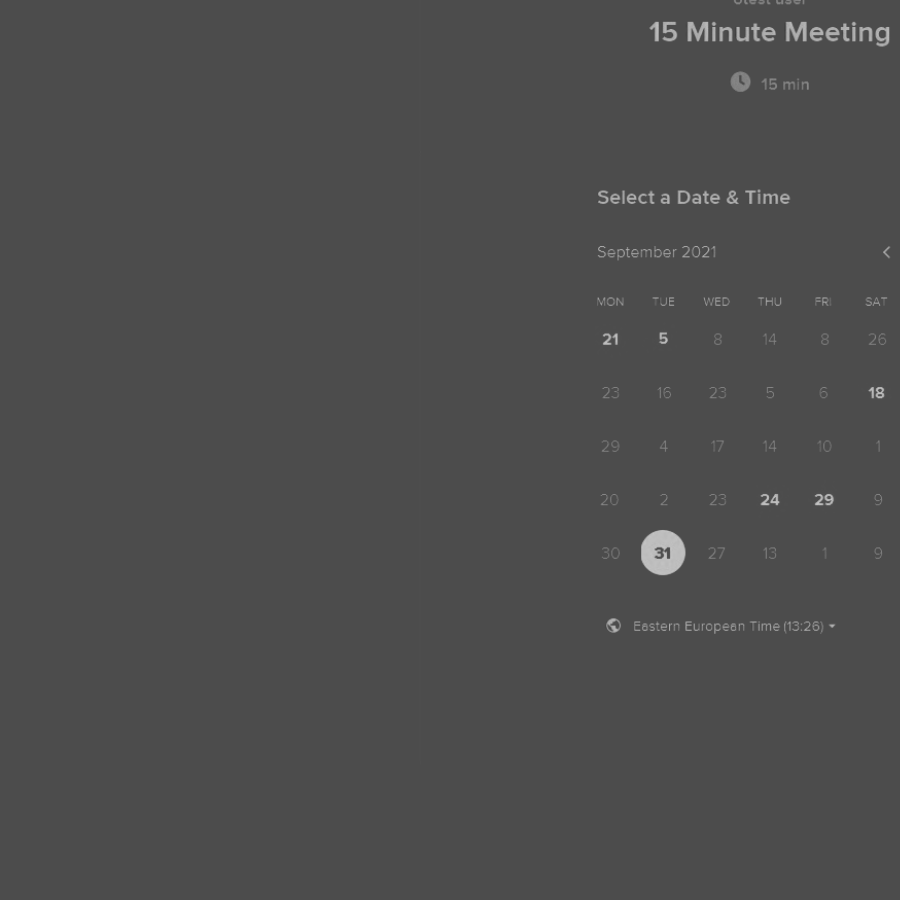 15 Minute Meeting
15 min
Select a Date & Time
September 2021
MON TUE WED THU FRI SAT
21 5 8 14 8 26
23 16 23 5 6 18
29 4 17 14 10 1
20 2 23 24 29 9
30 31 27 13 1 9
Eastern European Time (13:26)